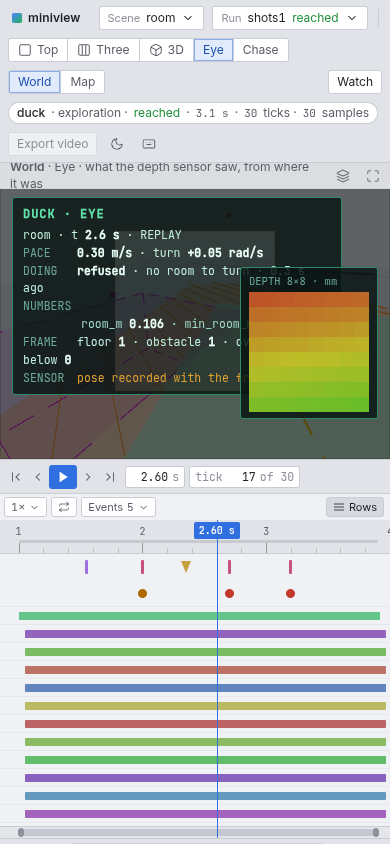 miniview
Scene room
Run shots1 reached
Top
Three
3D
Eye
Chase
World
Map
Watch
duck · exploration · reached · 3.1 s · 30 ticks · 30 samples
Export video
World · Eye · what the depth sensor saw, from where it was
DUCK · EYE
room · t 2.6 s · REPLAY
PACE 0.30 m/s · turn +0.05 rad/s
DOING refused · no room to turn · 0.3 s
ago
NUMBERS
room_m 0.106 · min_room_
FRAME floor 1 · obstacle 1 ·
below 0
SENSOR pose recorded with the
DEPTH 8×8 · mm
2.60 s
tick 17 of 30
1×
Events 5
Rows
1
2
2.60 s
3
4